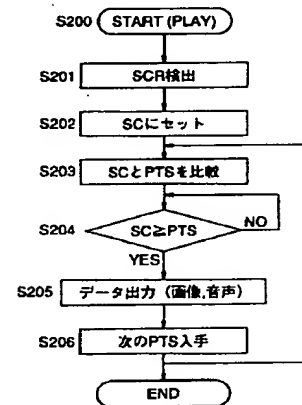 S200 START (PLAY)
S201 SCR検出
S202 SCにセット
S203 SCとPTSを比較
S204 SC≧PTS NO
YES
S205 データ出力 (画像,音声)
S206 次のPTS入手
END